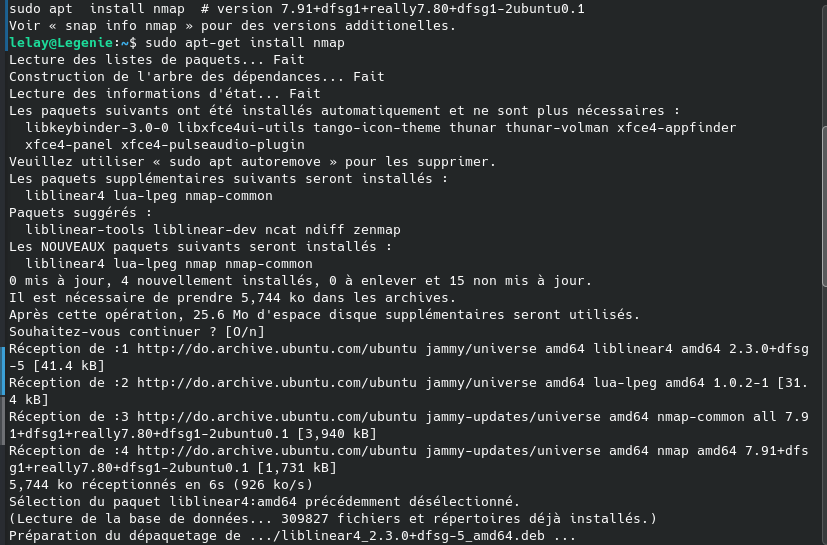 sudo apt  install nmap  # version 7.91+dfsg1+really7.80+dfsg1-2ubuntu0.1
Voir « snap info nmap » pour des versions additionelles.
lelay@Legenie:~$ sudo apt-get install nmap
Lecture des listes de paquets... Fait
Construction de l'arbre des dépendances... Fait
Lecture des informations d'état... Fait
Les paquets suivants ont été installés automatiquement et ne sont plus nécessaires :
  libkeybinder-3.0-0 libxfce4ui-utils tango-icon-theme thunar thunar-volman xfce4-appfinder
  xfce4-panel xfce4-pulseaudio-plugin
Veuillez utiliser « sudo apt autoremove » pour les supprimer.
Les paquets supplémentaires suivants seront installés :
  liblinear4 lua-lpeg nmap-common
Paquets suggérés :
  liblinear-tools liblinear-dev ncat ndiff zenmap
Les NOUVEAUX paquets suivants seront installés :
  liblinear4 lua-lpeg nmap nmap-common
0 mis à jour, 4 nouvellement installés, 0 à enlever et 15 non mis à jour.
Il est nécessaire de prendre 5,744 ko dans les archives.
Après cette opération, 25.6 Mo d'espace disque supplémentaires seront utilisés.
Souhaitez-vous continuer ? [O/n]
Réception de :1 http://do.archive.ubuntu.com/ubuntu jammy/universe amd64 liblinear4 amd64 2.3.0+dfsg
-5 [41.4 kB]
Réception de :2 http://do.archive.ubuntu.com/ubuntu jammy/universe amd64 lua-lpeg amd64 1.0.2-1 [31.
4 kB]
Réception de :3 http://do.archive.ubuntu.com/ubuntu jammy-updates/universe amd64 nmap-common all 7.9
1+dfsg1+really7.80+dfsg1-2ubuntu0.1 [3,940 kB]
Réception de :4 http://do.archive.ubuntu.com/ubuntu jammy-updates/universe amd64 nmap amd64 7.91+dfs
g1+really7.80+dfsg1-2ubuntu0.1 [1,731 kB]
5,744 ko réceptionnés en 6s (926 ko/s)
Sélection du paquet liblinear4:amd64 précédemment désélectionné.
(Lecture de la base de données... 309827 fichiers et répertoires déjà installés.)
Préparation du dépaquetage de .../liblinear4_2.3.0+dfsg-5_amd64.deb ...